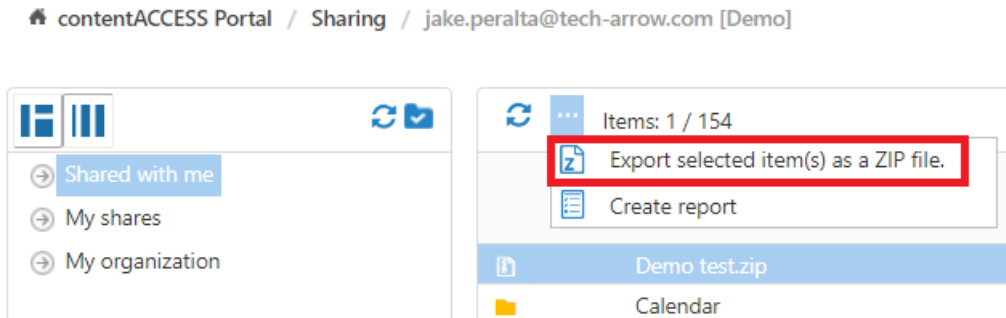 contentACCESS Portal / Sharing / jake.peralta@tech-arrow.com [Demo]
Shared with me
My shares
My organization
... Items: 1 / 154
Export selected item(s) as a ZIP file.
Create report
Demo test.zip
Calendar